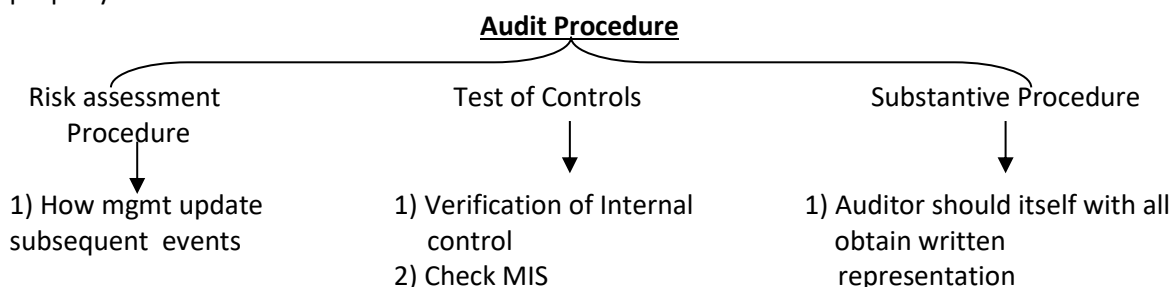 Audit Procedure
Risk assessment
Procedure
Test of Controls
Substantive Procedure
1) How mgmt update
subsequent events
1) Verification of Internal
control
2) Check MIS
1) Auditor should itself with all
obtain written
representation